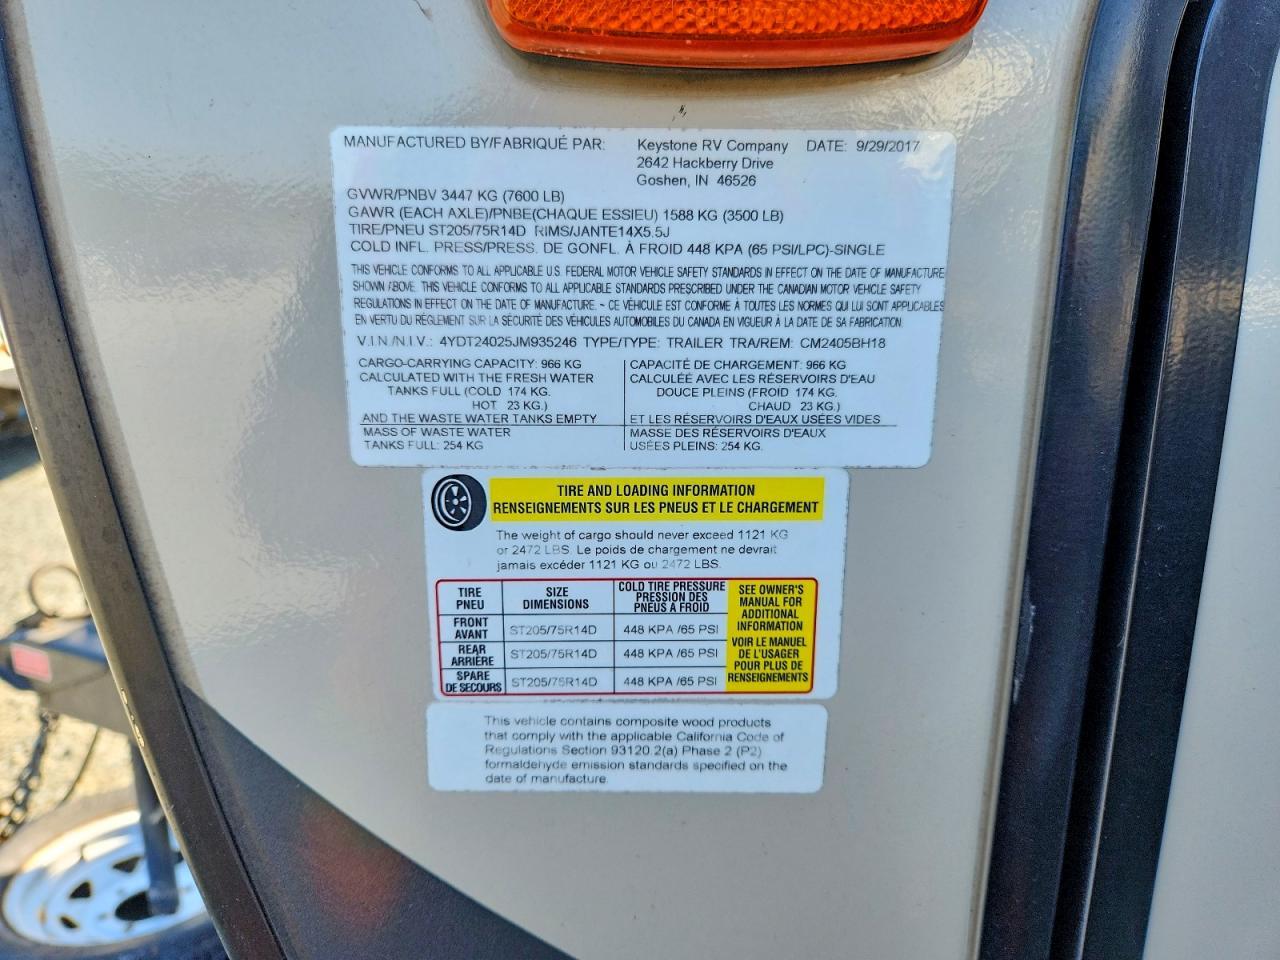 MANUFACTURED BY/FABRIQUÉ PAR: Keystone RV Company DATE: 9/29/2017
2642 Hackberry Drive
Goshen, IN 46526
GVWR/PNBV 3447 KG (7600 LB)
GAWR (EACH AXLE)/PNBE(CHAQUE ESSIEU) 1588 KG (3500 LB)
TIRE/PNEU ST205/75R14D RIMS/JANTE14X5.5J
COLD INFL. PRESS/PRESS. DE GONFL. À FROID 448 KPA (65 PSI/LPC)-SINGLE
THIS VEHICLE CONFORMS TO ALL APPLICABLE U.S. FEDERAL MOTOR VEHICLE SAFETY STANDARDS IN EFFECT ON THE DATE OF MANUFACTURE
SHOWN ABOVE. THIS VEHICLE CONFORMS TO ALL APPLICABLE STANDARDS PRESCRIBED UNDER THE CANADIAN MOTOR VEHICLE SAFETY
REGULATIONS IN EFFECT ON THE DATE OF MANUFACTURE. - CE VÉHICULE EST CONFORME À TOUTES LES NORMES QUI LUI SONT APPLICABLES
EN VERTU DU RÉGLEMENT SUR LA SÉCURITÉ DES VÉHICULES AUTOMOBILES DU CANADA EN VIGUEUR À LA DATE DE SA FABRICATION.
V.I.N./N.I.V.: 4YDT24025JM935246 TYPE/TYPE: TRAILER TRA/REM: CM2405BH18
CARGO-CARRYING CAPACITY: 966 KG
CALCULATED WITH THE FRESH WATER
TANKS FULL (COLD 174 KG.
HOT 23 KG.)
AND THE WASTE WATER TANKS EMPTY
MASS OF WASTE WATER
TANKS FULL: 254 KG
CAPACITÉ DE CHARGEMENT: 966 KG
CALCULÉE AVEC LES RÉSERVOIRS D'EAU
DOUCE PLEINS (FROID 174 KG.
CHAUD 23 KG.)
ET LES RÉSERVOIRS D'EAUX USÉES VIDES
MASSE DES RÉSERVOIRS D'EAUX
USÉES PLEINS: 254 KG.
TIRE AND LOADING INFORMATION
RENSEIGNEMENTS SUR LES PNEUS ET LE CHARGEMENT
The weight of cargo should never exceed 1121 KG
or 2472 LBS. Le poids de chargement ne devrait
jamais excéder 1121 KG ou 2472 LBS.
TIRE
PNEU
SIZE
DIMENSIONS
COLD TIRE PRESSURE
PRESSION DES
PNEUS À FROID
FRONT
AVANT
ST205/75R14D 448 KPA /65 PSI
REAR
ARRIÈRE
ST205/75R14D 448 KPA /65 PSI
SPARE
DE SECOURS
ST205/75R14D 448 KPA /65 PSI
SEE OWNER'S
MANUAL FOR
ADDITIONAL
INFORMATION
VOIR LE MANUEL
DE L'USAGER
POUR PLUS DE
RENSEIGNEMENTS
This vehicle contains composite wood products
that comply with the applicable California Code of
Regulations Section 93120.2(a) Phase 2 (P2)
formaldehyde emission standards specified on the
date of manufacture.